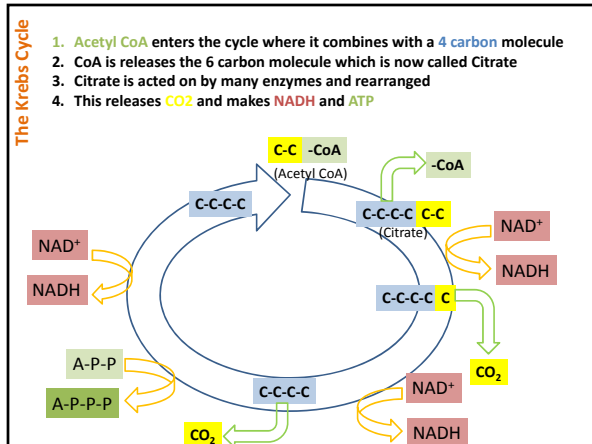 The Krebs Cycle
1. Acetyl CoA enters the cycle where it combines with a 4 carbon molecule
2. CoA is releases the 6 carbon molecule which is now called Citrate
3. Citrate is acted on by many enzymes and rearranged
4. This releases CO2 and makes NADH and ATP
C-C -CoA
(Acetyl CoA)
-CoA
C-C-C-C
C-C-C-C C-C
(Citrate)
NAD+
NADH
NAD+
NADH
C-C-C-C C
CO2
A-P-P
A-P-P-P
C-C-C-C
CO2
NAD+
NADH